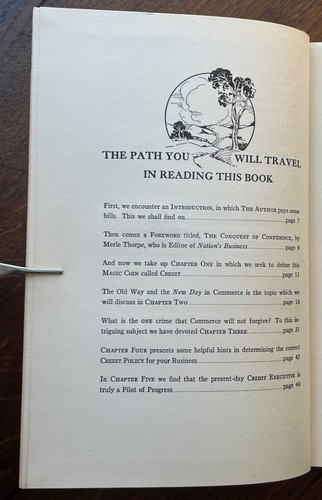 THE PATH YOU WILL TRAVEL
IN READING THIS BOOK
First, we encounter an INTRODUCTION, in which THE AUTHOR pays some
bills. This we shall find on page 7
Then comes a FOREWORD titled, THE CONQUEST OF CONFIDENCE, by
Merle Thorpe, who is Editor of Nation's Business page 9
And now we take up CHAPTER ONE in which we seek to define this
MAGIC COIN called CREDIT page 13
The Old Way and the New Day in Commerce is the topic which we
will discuss in CHAPTER TWO page 18
What is the ONE crime that Commerce will not forgive? To this in-
triguing subject we have devoted CHAPTER THREE page 31
CHAPTER FOUR presents some helpful hints in determining the correct
CREDIT POLICY for your Business page 42
In CHAPTER FIVE we find that the present-day CREDIT EXECUTIVE is
truly a Pilot of Progress page 49